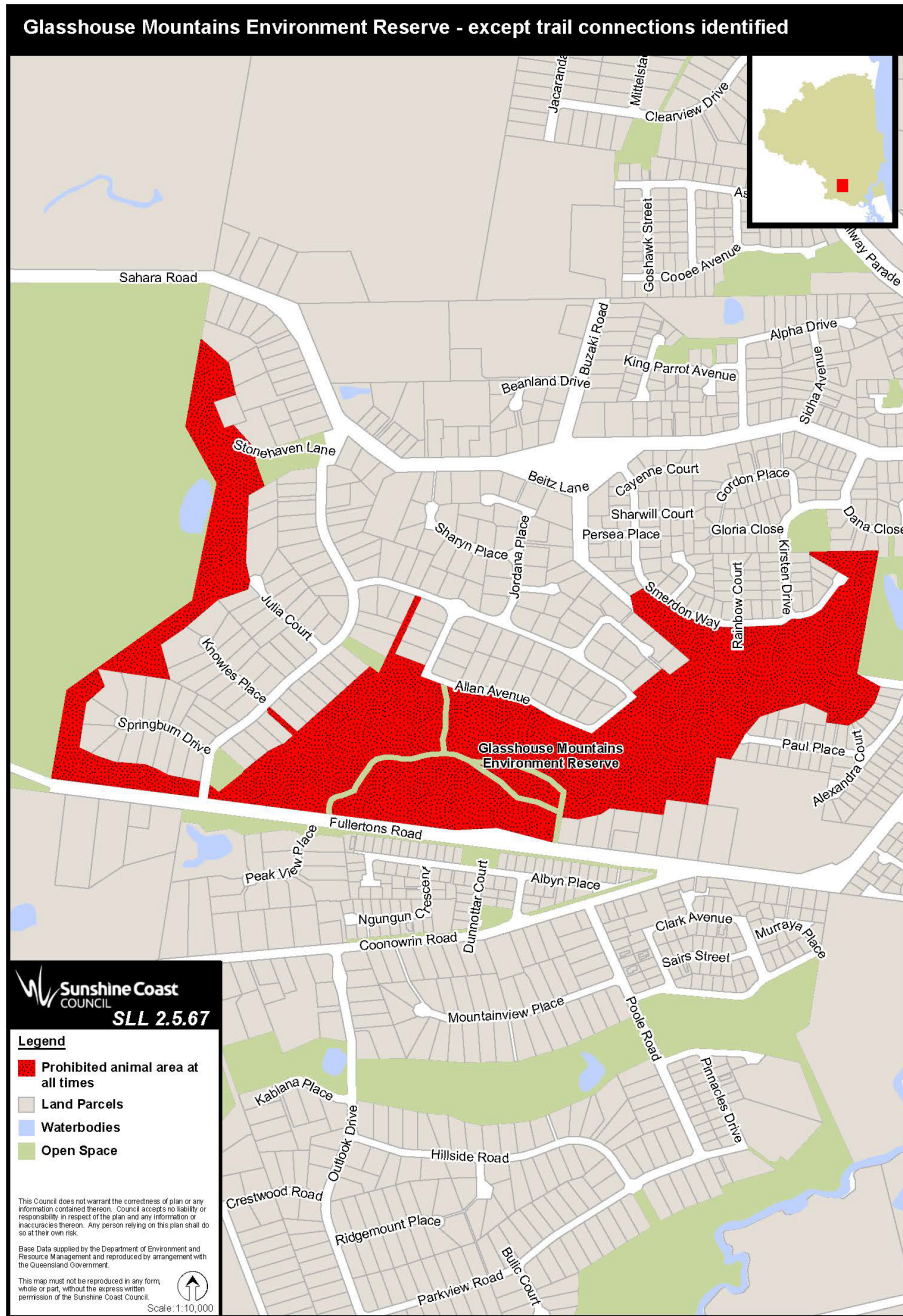 Glasshouse Mountains Environment Reserve - except trail connections identified
Jacaranda
Mittelsta
Clearview Drive
As
Goshawk Street
Cooee Avenue
ilway Parade
Sahara Road
Buzaki Road
Alpha Drive
King Parrot Avenue
Sidha Avenue
Beanland Drive
Stonehaven Lane
Beitz Lane
Cayenne Court
Gordon Place
Sharwill Court
Persea Place
Gloria Close
Dana Close
Sharyn Place
Jordana Place
Kirsten Drive
Rainbow Court
Smerdon Way
Julia Court
Knowles Place
Allan Avenue
Springburn Drive
Glasshouse Mountains
Environment Reserve
Paul Place
Alexandra Court
Fullertons Road
Peak View Place
Albyn Place
Ngungun Crescent
Dunnottar Court
Coonowrin Road
Clark Avenue
Murraya Place
Sairs Street
Mountainview Place
Poole Road
Pinnacles Drive
Kablana Place
Outlook Drive
Hillside Road
Crestwood Road
Ridgemount Place
Bulic Court
Parkview Road
Sunshine Coast
COUNCIL
SLL 2.5.67
Legend
Prohibited animal area at
all times
Land Parcels
Waterbodies
Open Space
This Council does not warrant the correctness of plan or any
information contained thereon. Council accepts no liability or
responsibility in respect of the plan and any information or
inaccuracies thereon. Any person relying on this plan shall do
so at their own risk.
Base Data supplied by the Department of Environment and
Resource Management and reproduced by arrangement with
the Queensland Government.
This map must not be reproduced in any form,
whole or part, without the express written
permission of the Sunshine Coast Council.
Scale: 1:10,000